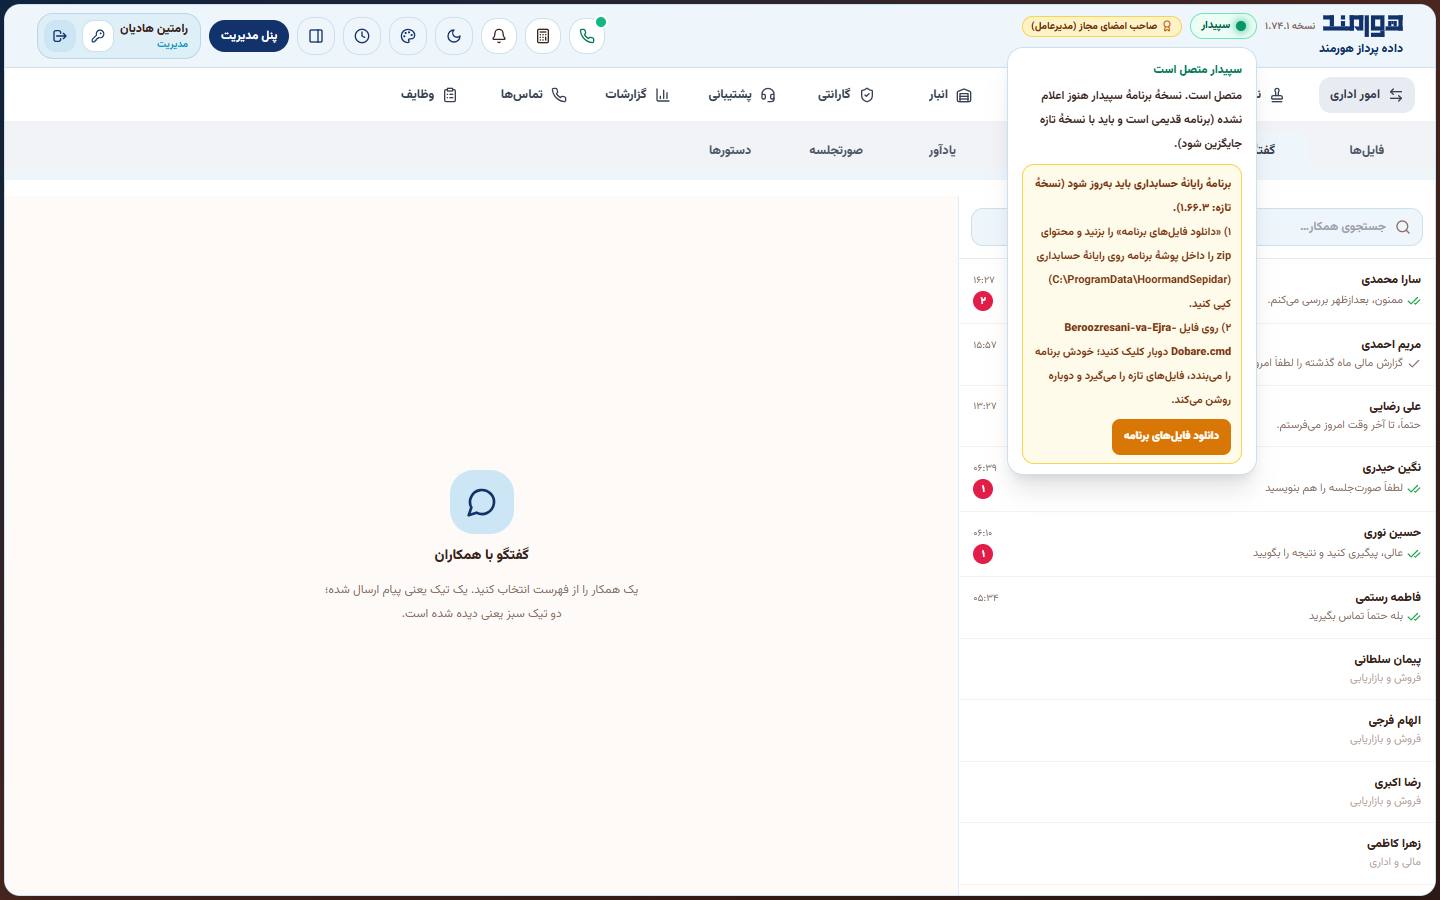 هورمند
داده پرداز هورمند
نسخه ۱.۷۴.۱
سپیدار
صاحب امضای مجاز (مدیرعامل)
پنل مدیریت
رامتین هادیان
مدیریت
امور اداری
انبار
گارانتی
پشتیبانی
گزارشات
تماس‌ها
وظایف
فایل‌ها
یادآور
صورتجلسه
دستورها
سپیدار متصل است
متصل است. نسخهٔ برنامهٔ سپیدار هنوز اعلام
نشده (برنامه قدیمی است و باید با نسخهٔ تازه
جایگزین شود).
برنامهٔ رایانهٔ حسابداری باید به‌روز شود (نسخهٔ
تازه: ۱.۶۶.۳).
۱) «دانلود فایل‌های برنامه» را بزنید و محتوای
zip را داخل پوشهٔ برنامه روی رایانهٔ حسابداری
(C:\ProgramData\HoormandSepidar)
کپی کنید.
۲) روی فایل Beroozresani-va-Ejra-
Dobare.cmd دوبار کلیک کنید؛ خودش برنامه
را می‌بندد، فایل‌های تازه را می‌گیرد و دوباره
روشن می‌کند.
دانلود فایل‌های برنامه
جستجوی همکار...
سارا محمدی
۱۶:۲۷
ممنون، بعدازظهر بررسی می‌کنم.
۲
مریم احمدی
۱۵:۵۷
گزارش مالی ماه گذشته را لطفاً
علی رضایی
۱۳:۲۷
حتماً، تا آخر وقت امروز می‌فرستم.
نگین حیدری
۰۶:۳۹
لطفاً صورت‌جلسه را هم بنویسید
۱
حسین نوری
۰۶:۱۰
عالی، پیگیری کنید و نتیجه را بگویید
۱
فاطمه رستمی
۰۵:۳۴
بله حتماً تماس بگیرید
پیمان سلطانی
فروش و بازاریابی
الهام فرجی
فروش و بازاریابی
رضا اکبری
فروش و بازاریابی
زهرا کاظمی
مالی و اداری
گفتگو با همکاران
یک همکار را از فهرست انتخاب کنید. یک تیک یعنی پیام ارسال شده؛
دو تیک سبز یعنی دیده شده است.